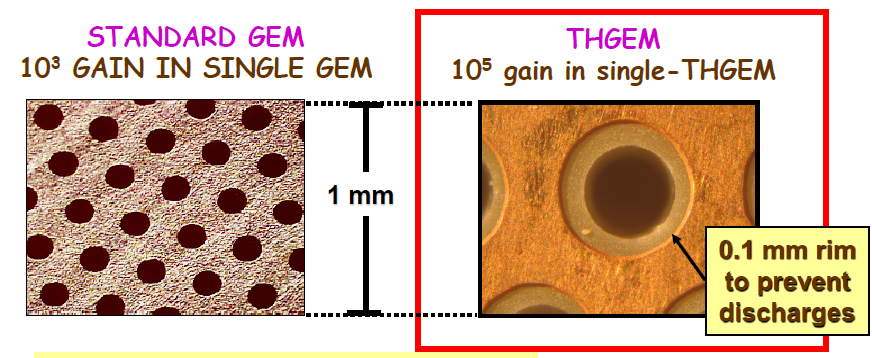 STANDARD GEM
10³ GAIN IN SINGLE GEM
THGEM
10⁵ gain in single-THGEM
1 mm
0.1 mm rim
to prevent
discharges